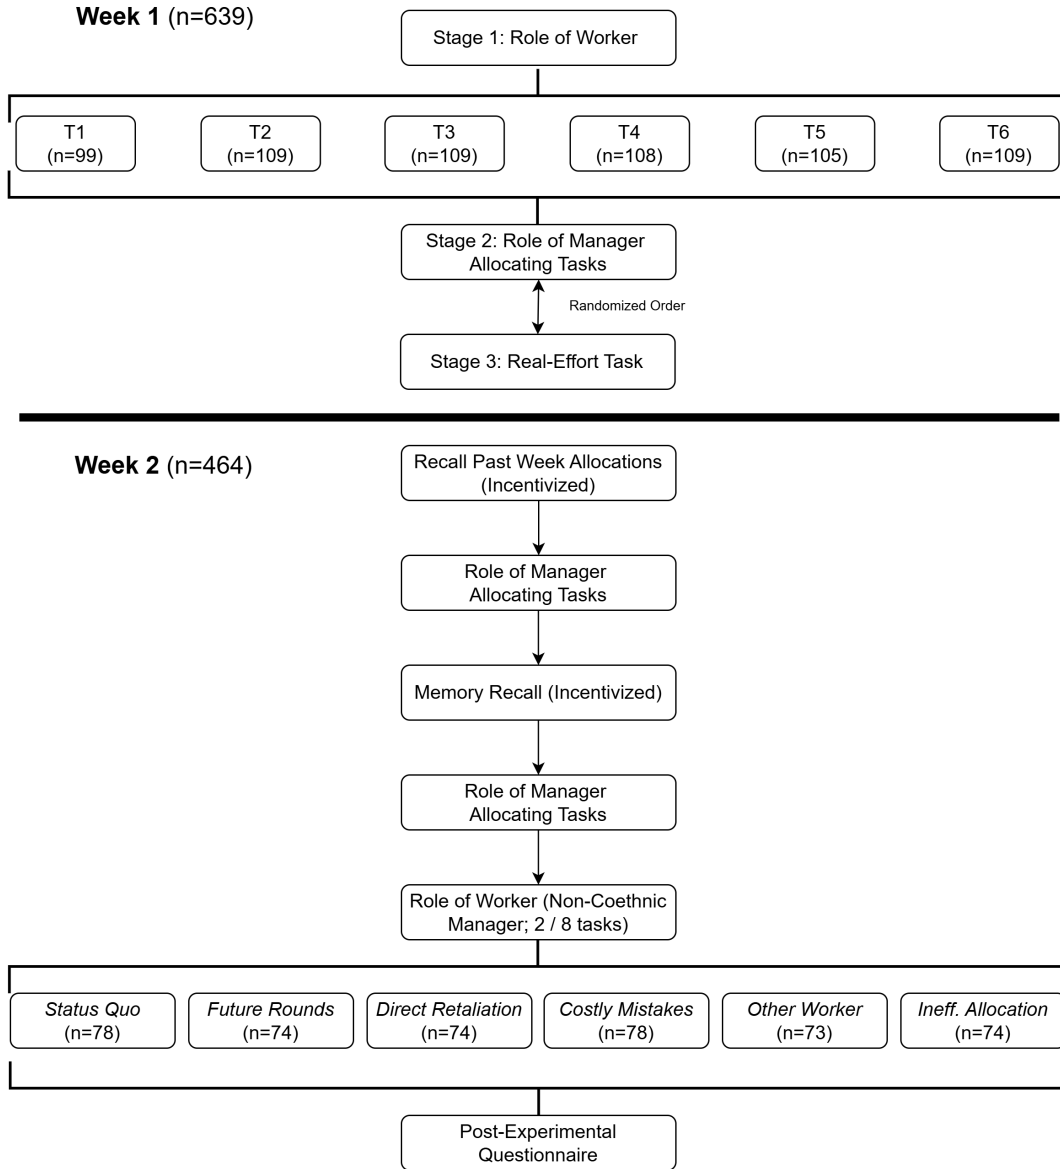 Week 1 (n=639)
Stage 1: Role of Worker
T1
(n=99)
T2
(n=109)
T3
(n=109)
T4
(n=108)
T5
(n=105)
T6
(n=109)
Stage 2: Role of Manager
Allocating Tasks
Randomized Order
Stage 3: Real-Effort Task
Week 2 (n=464)
Recall Past Week Allocations
(Incentivized)
Role of Manager
Allocating Tasks
Memory Recall (Incentivized)
Role of Manager
Allocating Tasks
Role of Worker (Non-Coethnic
Manager; 2 / 8 tasks)
Status Quo
(n=78)
Future Rounds
(n=74)
Direct Retaliation
(n=74)
Costly Mistakes
(n=78)
Other Worker
(n=73)
Ineff. Allocation
(n=74)
Post-Experimental
Questionnaire